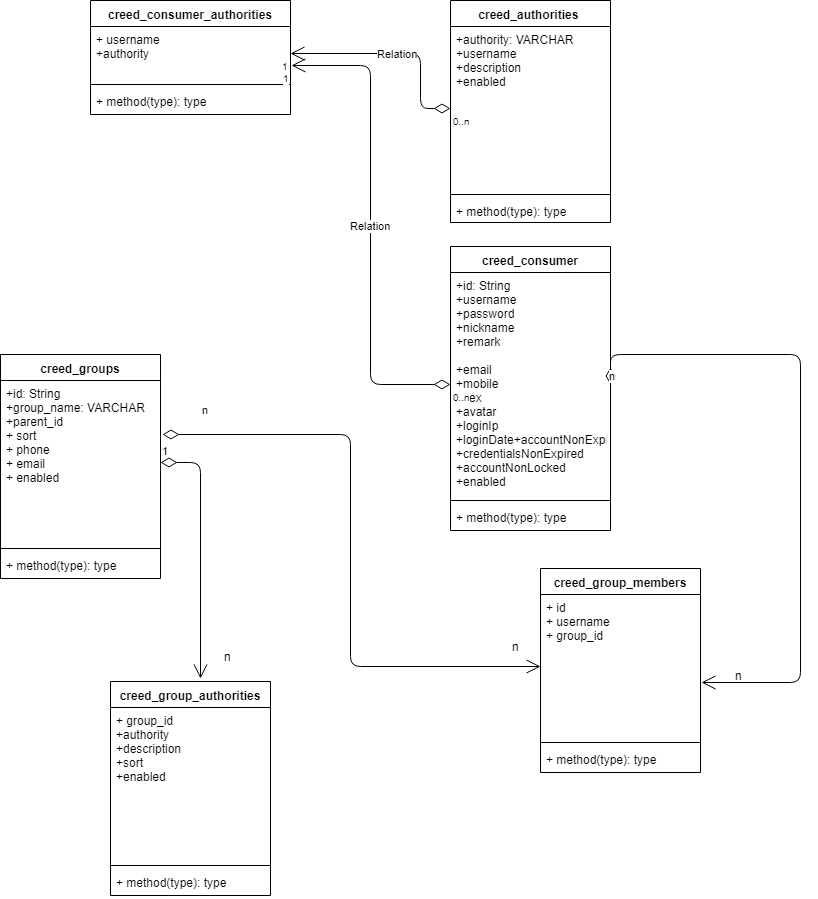 creed_consumer_authorities
+ username
+authority
+ method(type): type
1
1
Relation
creed_authorities
+authority: VARCHAR
+username
+description
+enabled
0..n
+ method(type): type
Relation
creed_consumer
+id: String
+username
+password
+nickname
+remark
+email
+mobile
0..nex
+avatar
+loginIp
+loginDate+accountNonExp
+credentialsNonExpired
+accountNonLocked
+enabled
+ method(type): type
n
creed_groups
+id: String
+group_name: VARCHAR
+parent_id
+ sort
+ phone
+ email
+ enabled
+ method(type): type
n
1
n
n
n
creed_group_members
+ id
+ username
+ group_id
+ method(type): type
creed_group_authorities
+ group_id
+authority
+description
+sort
+enabled
+ method(type): type